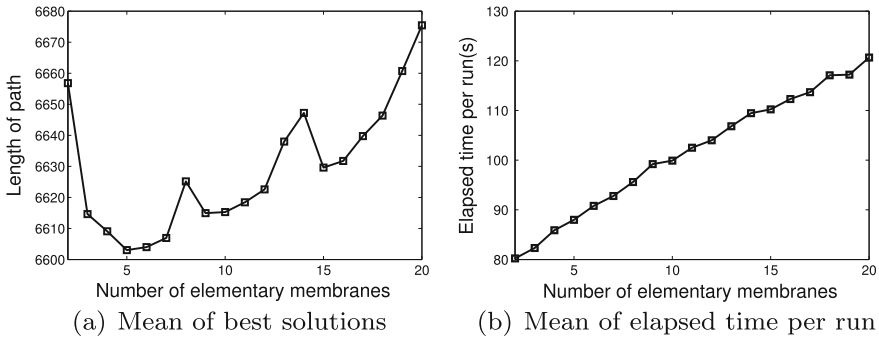 6680
6670
6660
6650
6640
6630
6620
6610
6600
Length of path
5 10 15 20
Number of elementary membranes
(a) Mean of best solutions
130
120
110
100
90
80
Elapsed time per run(s)
5 10 15 20
Number of elementary membranes
(b) Mean of elapsed time per run